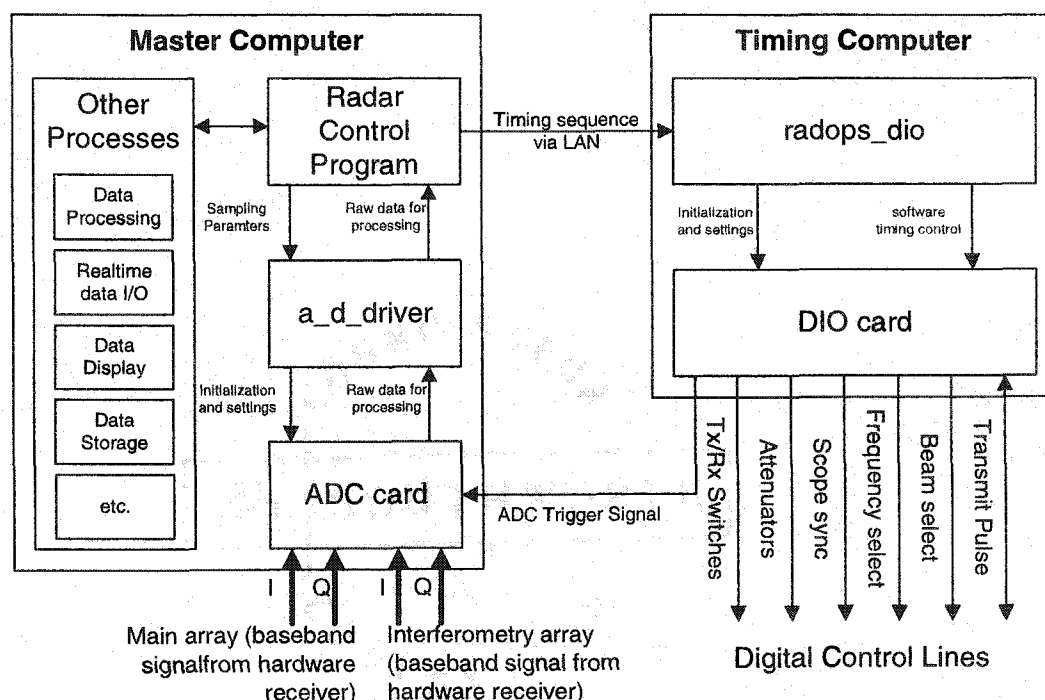 Master Computer
Other
Processes
Data
Processing
Realtime
data I/O
Data
Display
Data
Storage
etc.
Radar
Control
Program
Sampling
Paramters
Raw data for
processing
a_d_driver
Initialization
and settings
Raw data for
processing
ADC card
I
Q
I
Q
Main array (baseband
signalfrom hardware
receiver)
Interferometry array
(baseband signal from
hardware receiver)
Timing sequence
via LAN
ADC Trigger Signal
Timing Computer
radops_dio
Initialization
and settings
software
timing control
DIO card
Tx/Rx Switches
Attenuators
Scope sync
Frequency select
Beam select
Transmit Pulse
Digital Control Lines